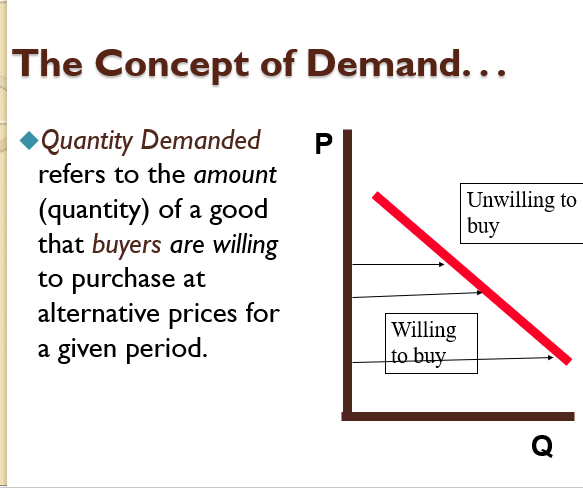 The Concept of Demand. . .
Quantity Demanded
refers to the amount
(quantity) of a good
that buyers are willing
to purchase at
alternative prices for
a given period.
P
Unwilling to
buy
Willing
to buy
Q